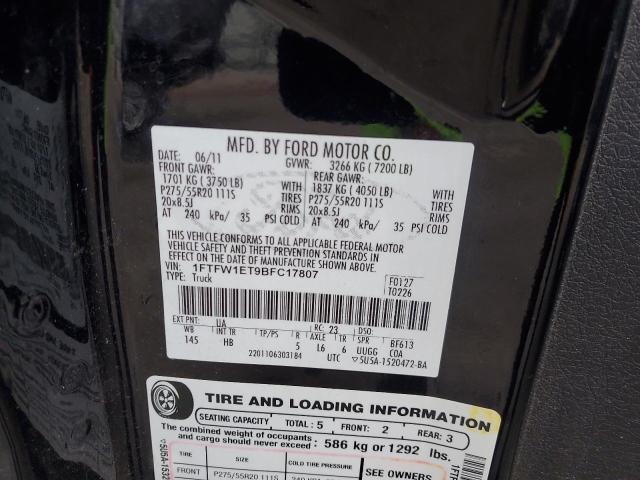 MFD. BY FORD MOTOR CO.
DATE: 06/11 GVWR: 3266 KG ( 7200 LB)
FRONT GAWR: REAR GAWR:
1701 KG ( 3750 LB) WITH 1837 KG ( 4050 LB) WITH
P275/55R20 111S TIRES P275/55R20 111S TIRES
20x8.5J RIMS 20x8.5J RIMS
AT 240 kPa/ 35 PSI COLD AT 240 kPa/ 35 PSI COLD
THIS VEHICLE CONFORMS TO ALL APPLICABLE FEDERAL MOTOR
VEHICLE SAFETY AND THEFT PREVENTION STANDARDS IN
EFFECT ON THE DATE OF MANUFACTURE SHOWN ABOVE.
VIN: 1FTFW1ET9BFC17807
TYPE: Truck
F0127
T0226
EXT PNT: UA RC: 23 DSO:
WB INT TR TP/PS R AXLE TR SPR BF613
145 HB 5 L6 6 UUGG COA
2201106303184 UTC ▽5U5A-1520472-BA
TIRE AND LOADING INFORMATION
SEATING CAPACITY TOTAL: 5 FRONT: 2 REAR: 3
The combined weight of occupants
and cargo should never exceed: 586 kg or 1292 lbs.
TIRE SIZE COLD TIRE PRESSURE SEE OWNERS
FRONT P275/55R20 111S